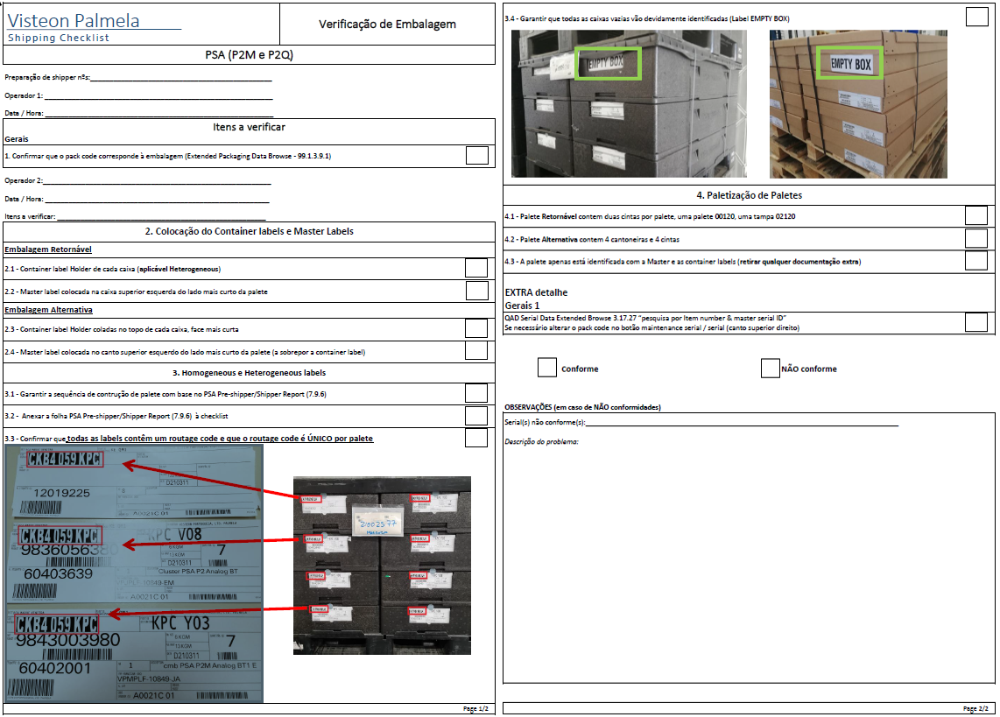 Visteon Palmela
Shipping Checklist
Verificação de Embalagem
PSA (P2M e P2Q)
Preparação de shipper nºs:
Operador 1:
Data / Hora:
Itens a verificar
Gerais
1. Confirmar que o pack code corresponde à embalagem (Extended Packaging Data Browse - 99.1.3.9.1)
Operador 2:
Data / Hora:
Itens a verificar:
2. Colocação do Container labels e Master Labels
Embalagem Retornável
2.1 - Container label Holder de cada caixa (aplicável Heterogeneous)
2.2 - Master label colocada na caixa superior esquerda do lado mais curto da palete
Embalagem Alternativa
2.3 - Container label Holder coladas no topo de cada caixa, face mais curta
2.4 - Master label colocada no canto superior esquerdo do lado mais curto da palete (a sobrepor a container label)
3. Homogeneous e Heterogeneous labels
3.1 - Garantir a sequência de contrução de palete com base no PSA Pre-shipper/Shipper Report (7.9.6)
3.2 - Anexar a folha PSA Pre-shipper/Shipper Report (7.9.6) à checklist
3.3 - Confirmar que todas as labels contêm um routage code e que o routage code é ÚNICO por palete
CKB4 059 KPC
D210311
12019225
A0021C 01
CKB4 059 KPC
KPC V08
9836056380
7
D210311
60403639
Cluster PSA P2 Analog BT
10849-EM
A0021C 01
CKB4 059 KPC
KPC Y03
9843003980
7
D210311
60402001
1
cmb PSA P2M Analog BT1 E
VPMPLF-10849-JA
A0021C 01
Page 1/2
3.4 - Garantir que todas as caixas vazias vão devidamente identificadas (Label EMPTY BOX)
EMPTY BOX
EMPTY BOX
4. Paletização de Paletes
4.1 - Palete Retornável contem duas cintas por palete, uma palete 00120, uma tampa 02120
4.2 - Palete Alternativa contem 4 cantoneiras e 4 cintas
4.3 - A palete apenas está identificada com a Master e as container labels (retirar qualquer documentação extra)
EXTRA detalhe
Gerais 1
QAD Serial Data Extended Browse 3.17.27 "pesquisa por Item number & master serial ID"
Se necessário alterar o pack code no botão maintenance serial / serial (canto superior direito)
Conforme
NÃO conforme
OBSERVAÇÕES (em caso de NÃO conformidades)
Serial(s) não conforme(s):
Descrição do problema:
Page 2/2